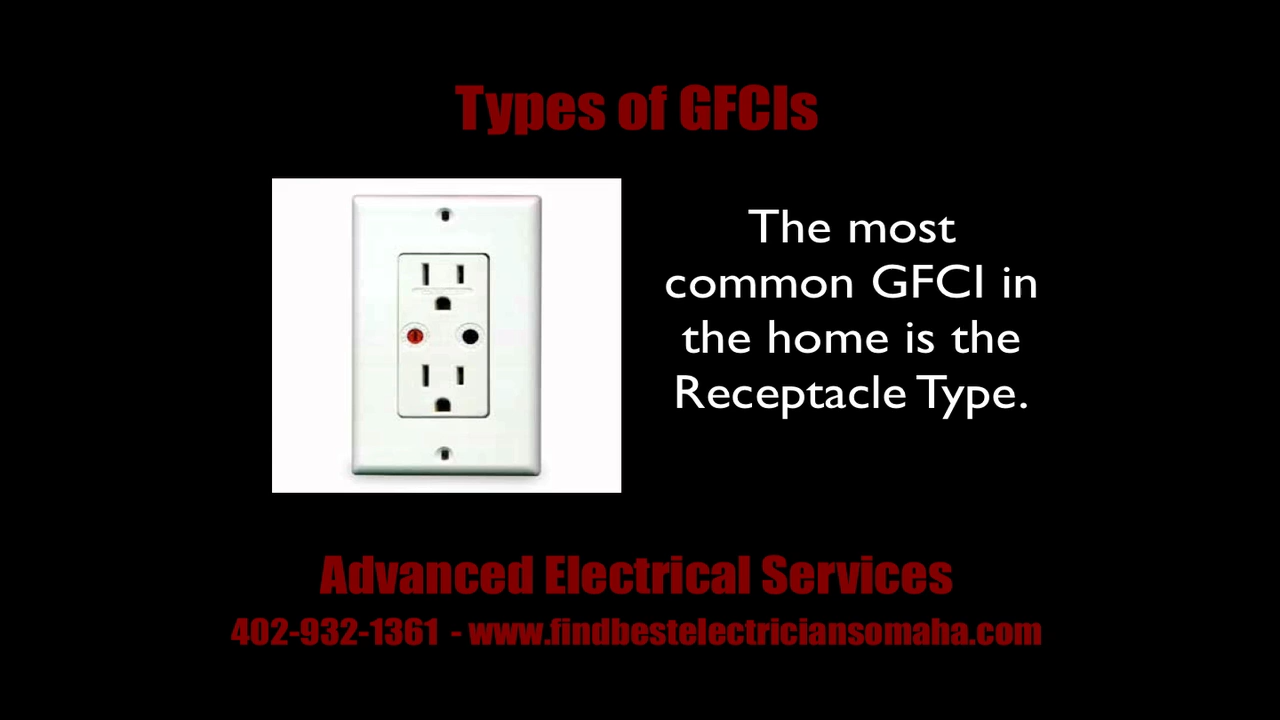 Types of GFCIs
The most
common GFCI in
the home is the
Receptacle Type.
Advanced Electrical Services
402-932-1361 - www.findbestelectriciansomaha.com